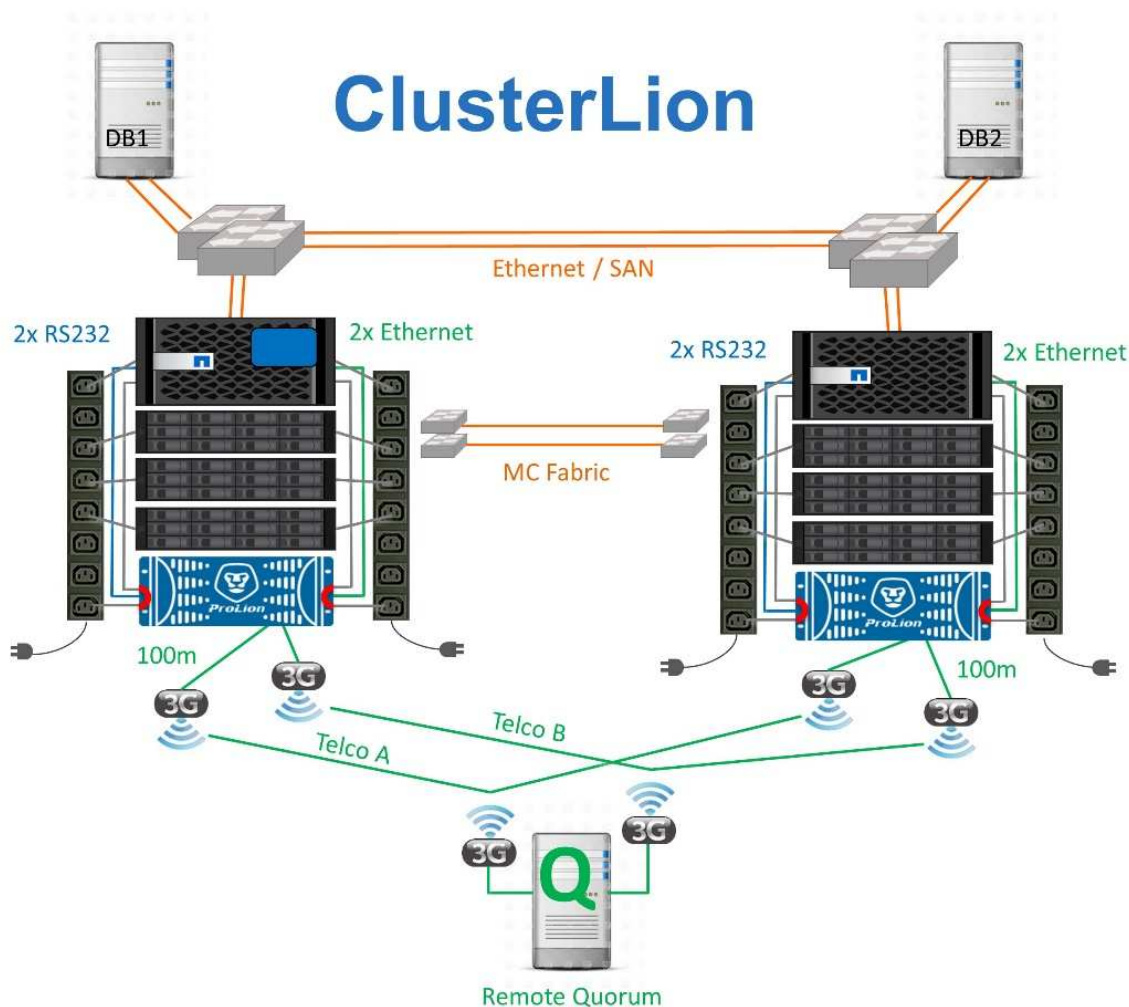 ClusterLion
DB1
DB2
Ethernet / SAN
2x RS232
2x Ethernet
2x RS232
2x Ethernet
MC Fabric
ProLion
ProLion
100m
100m
3G
3G
3G
3G
Telco A
Telco B
3G
3G
Q
Remote Quorum